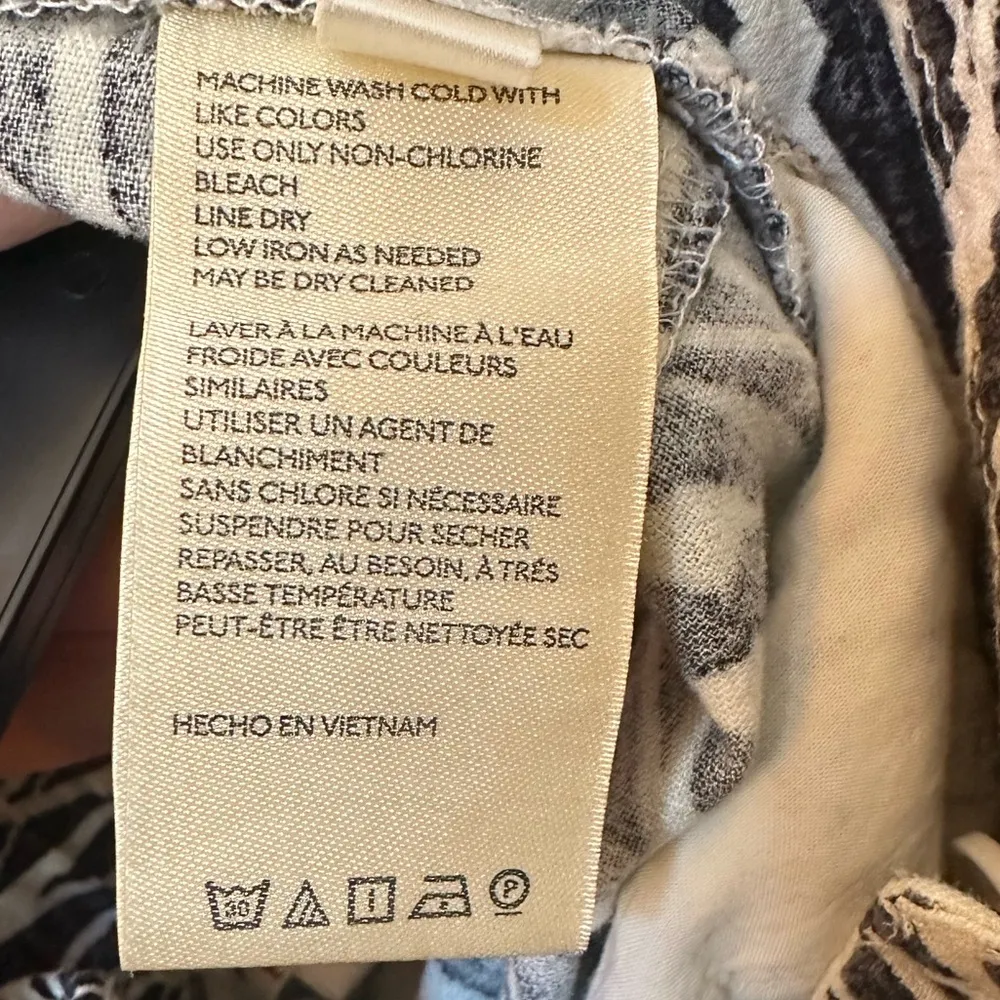 MACHINE WASH COLD WITH
LIKE COLORS
USE ONLY NON-CHLORINE
BLEACH
LINE DRY
LOW IRON AS NEEDED
MAY BE DRY CLEANED
LAVER À LA MACHINE À L'EAU
FROIDE AVEC COULEURS
SIMILAIRES
UTILISER UN AGENT DE
BLANCHIMENT
SANS CHLORE SI NÉCESSAIRE
SUSPENDRE POUR SECHER
REPASSER, AU BESOIN, À TRÉS
BASSE TEMPÉRATURE
PEUT-ÊTRE ÊTRE NETTOYÉE SEC
HECHO EN VIETNAM
30 P